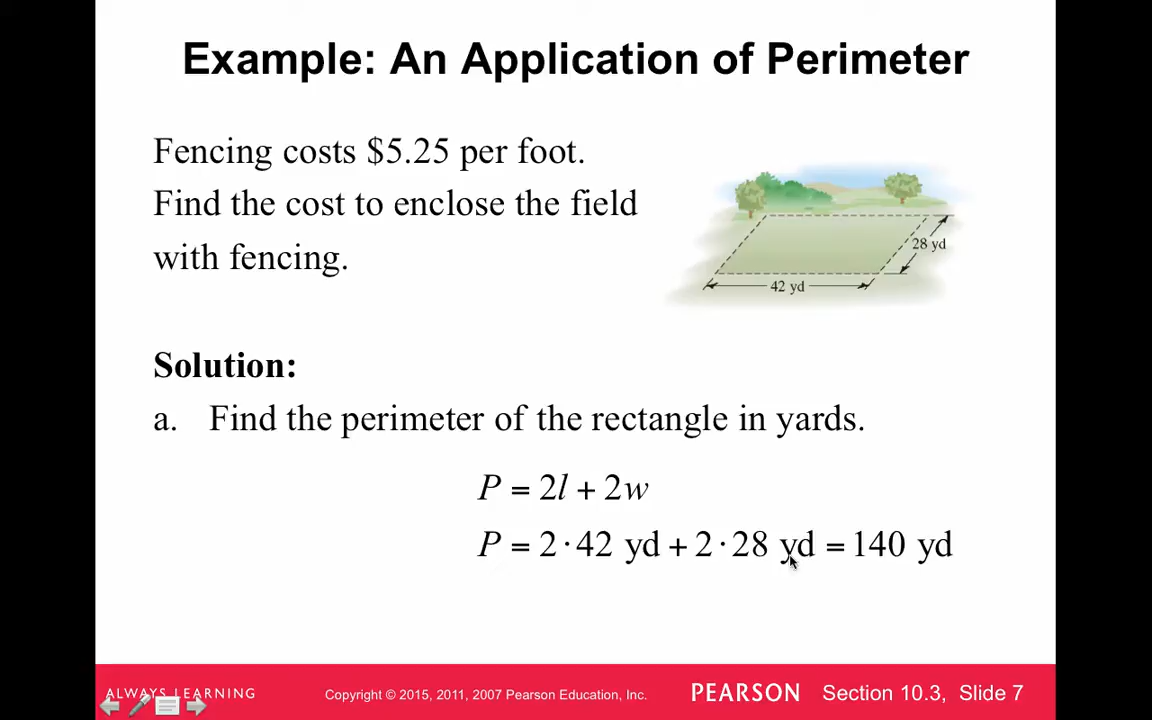 Example: An Application of Perimeter
Fencing costs $5.25 per foot.
Find the cost to enclose the field
with fencing.
28 yd
42 yd
Solution:
a. Find the perimeter of the rectangle in yards.
P = 2l + 2w
P = 2·42 yd + 2·28 yd = 140 yd
ALWAYS LEARNING
Copyright © 2015, 2011, 2007 Pearson Education, Inc.
PEARSON
Section 10.3, Slide 7